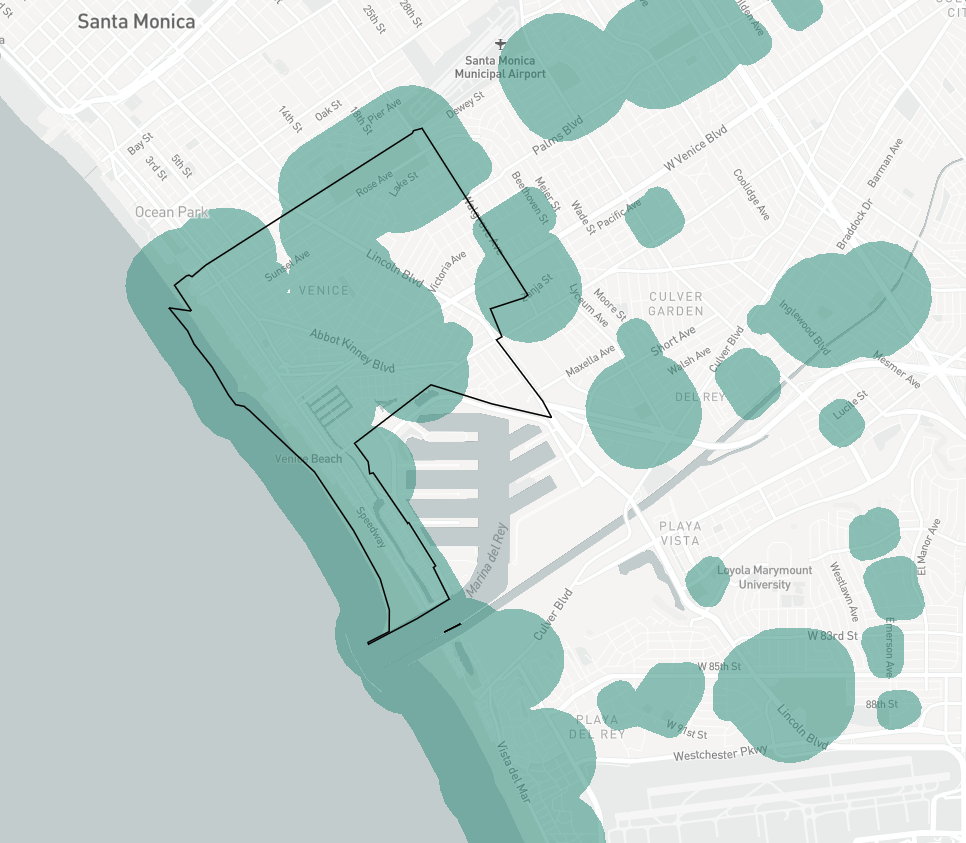 Santa Monica
25th St
28th St
Santa Monica
Municipal Airport
14th St
Oak St
18th St
Pier Ave
Dewey St
Bay St
3rd St
5th St
Palms Blvd
W Venice Blvd
Barman Ave
Rose Ave
Lake St
Beethoven St
Meier St
Wade St
Pacific Ave
Coolidge Ave
Braddock Dr
Ocean Park
Walgrove Ave
Sunset Ave
Lincoln Blvd
Victoria Ave
VENICE
Lyceum Ave
Moore St
CULVER
GARDEN
Inglewood Blvd
Abbot Kinney Blvd
Maxella Ave
Short Ave
Walsh Ave
Culver Blvd
Mesmer Ave
DEL REY
Lucile St
Venice Beach
Speedway
Marina del Rey
PLAYA
VISTA
El Manor Ave
Loyola Marymount
University
Westlawn Ave
Culver Blvd
Emerson Ave
W 83rd St
W 85th St
88th St
PLAYA
DEL REY
W 91st St
Lincoln Blvd
Westchester Pkwy
Vista del Mar